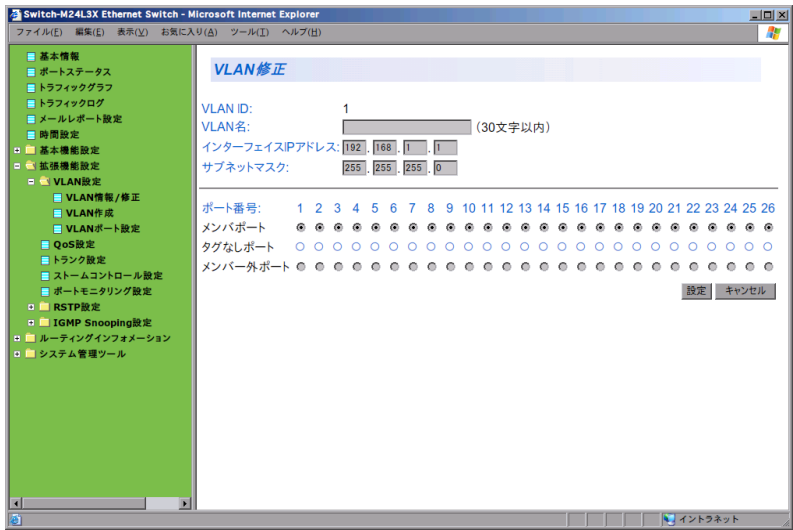 Switch-M24L3X Ethernet Switch - Microsoft Internet Explorer
ファイル(F) 編集(E) 表示(V) お気に入り(A) ツール(T) ヘルプ(H)
基本情報
ポートステータス
トラフィックグラフ
トラフィックログ
メールレポート設定
時間設定
基本機能設定
拡張機能設定
VLAN設定
VLAN情報/修正
VLAN作成
VLANポート設定
QoS設定
トランク設定
ストームコントロール設定
ポートモニタリング設定
RSTP設定
IGMP Snooping設定
ルーティングインフォメーション
システム管理ツール
VLAN修正
VLAN ID: 1
VLAN名: (30文字以内)
インターフェイスIPアドレス: 192 . 168 . 1 . 1
サブネットマスク: 255 . 255 . 255 . 0
ポート番号: 1 2 3 4 5 6 7 8 9 10 11 12 13 14 15 16 17 18 19 20 21 22 23 24 25 26
メンバポート
タグなしポート
メンバー外ポート
設定 キャンセル
イントラネット